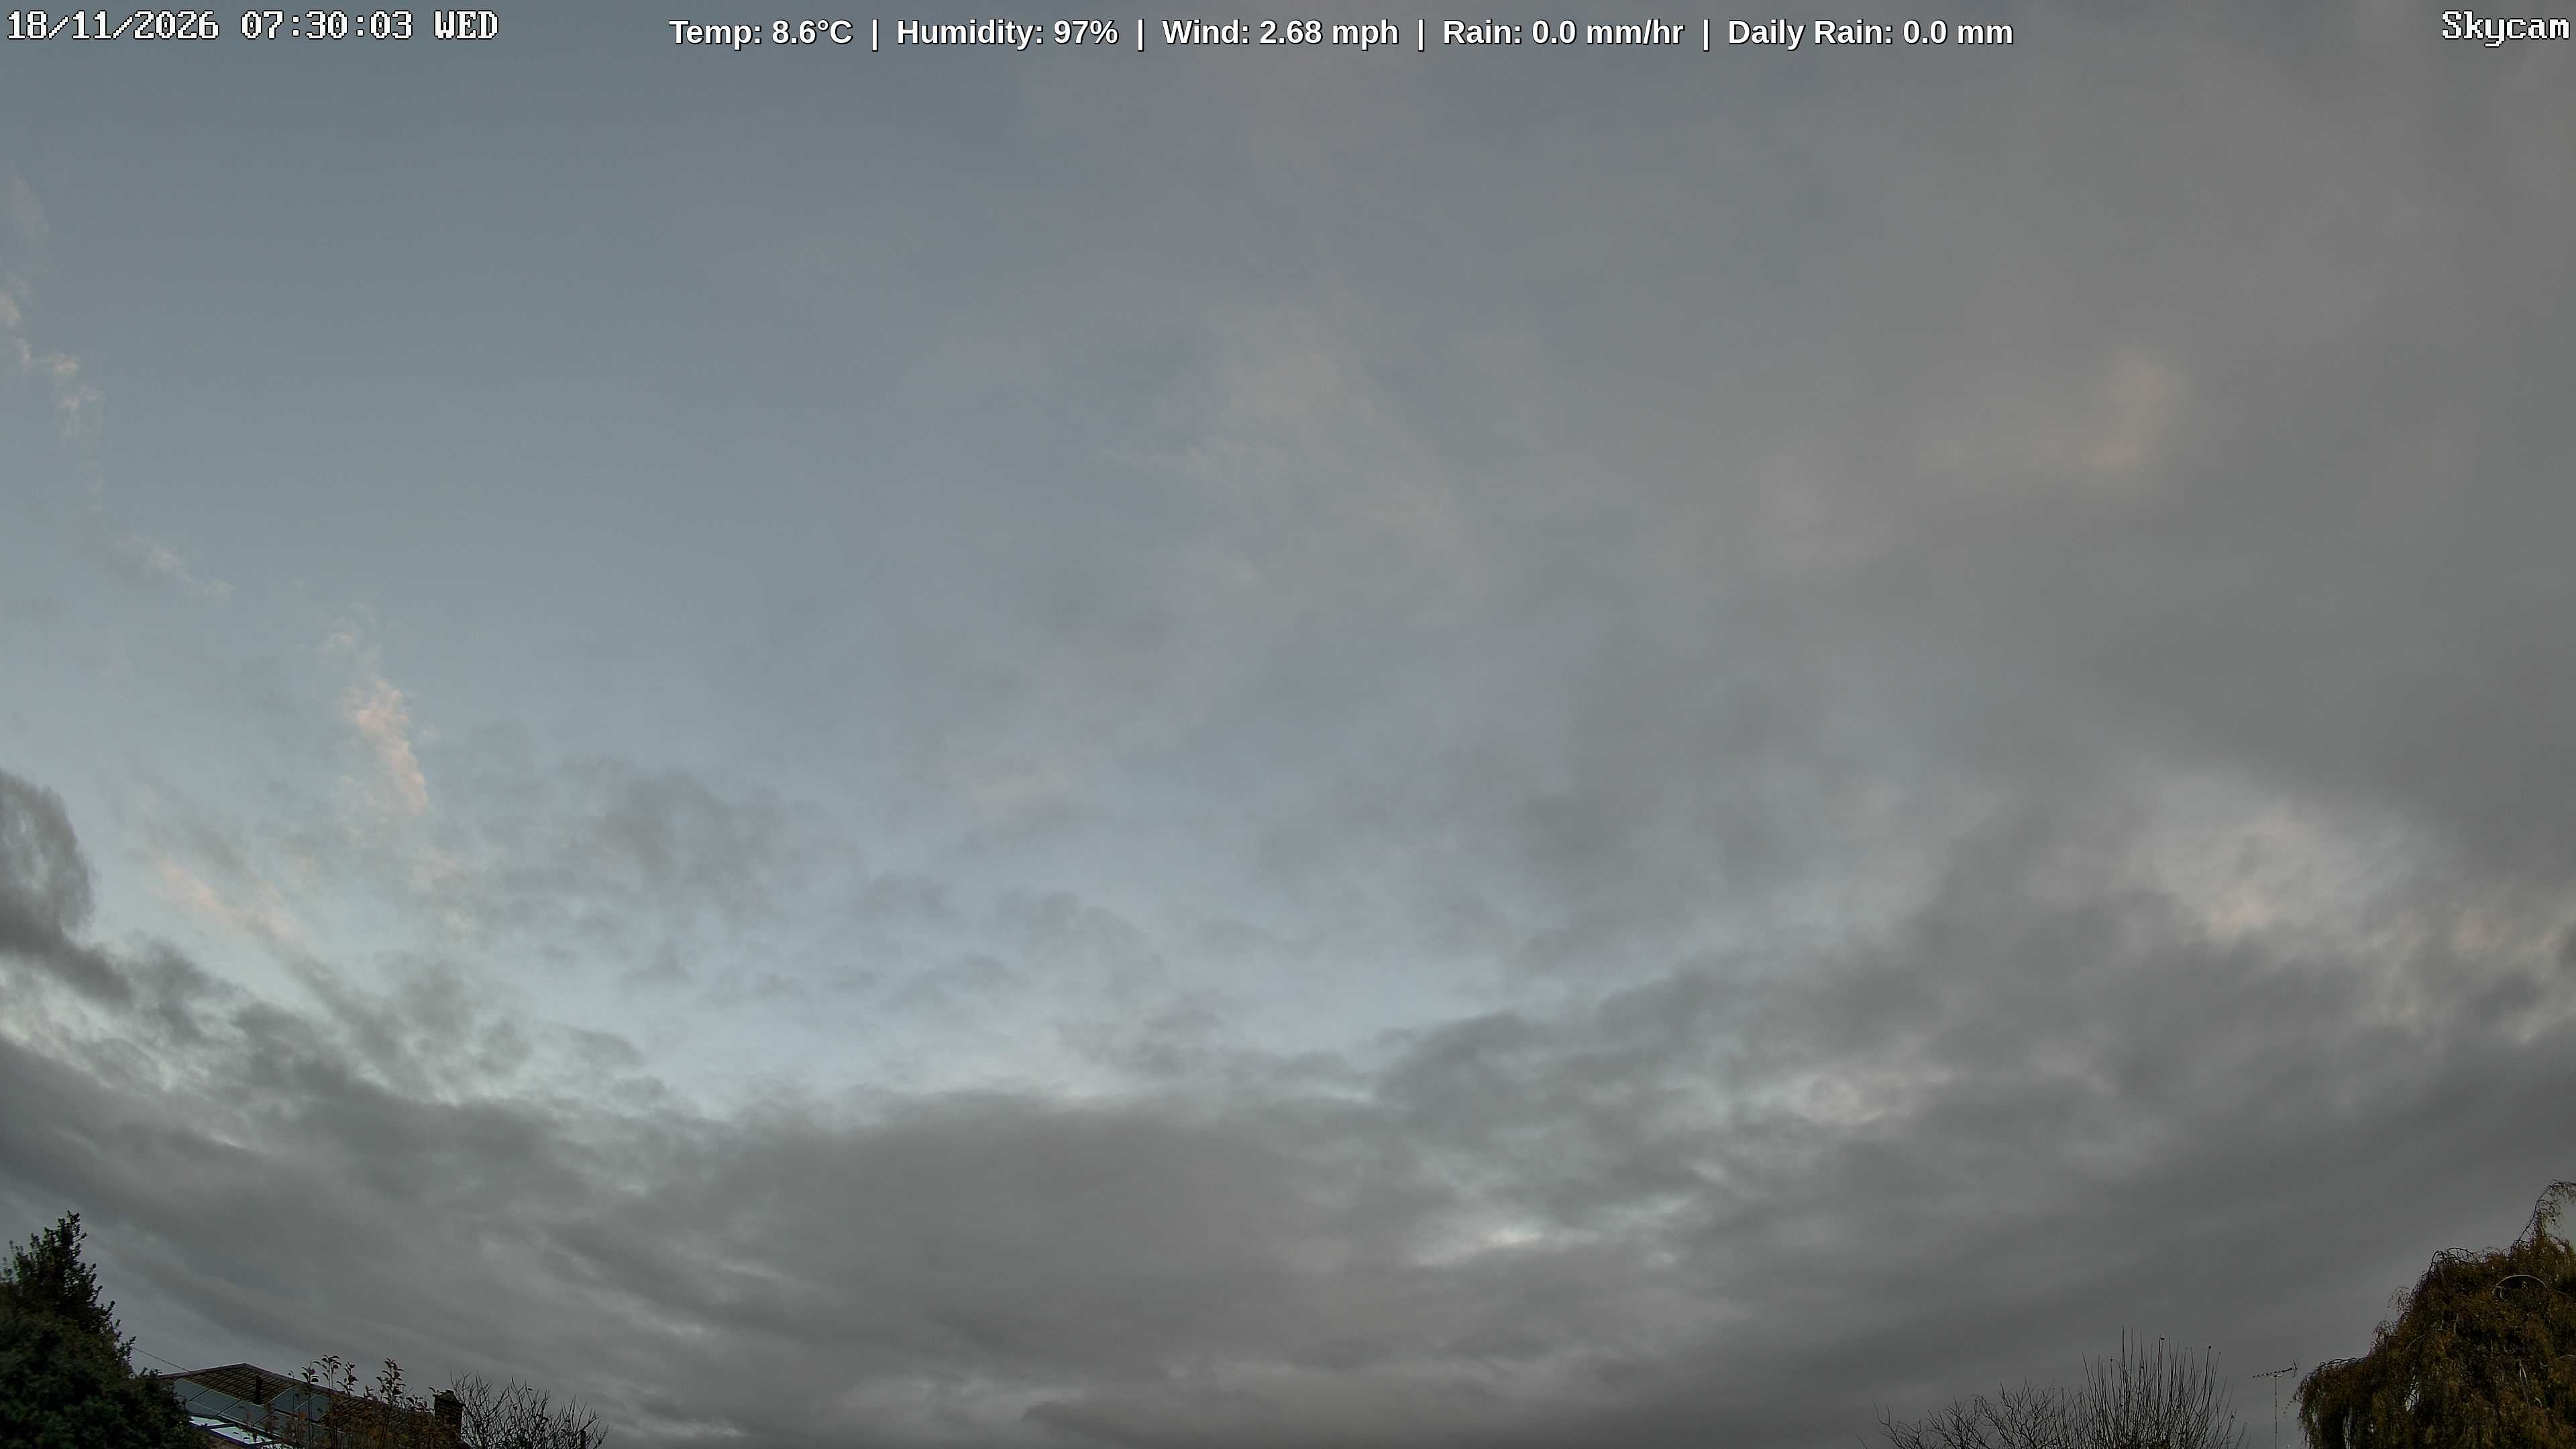 18/11/2026 07:30:03 WED
Temp: 8.6°C | Humidity: 97% | Wind: 2.68 mph | Rain: 0.0 mm/hr | Daily Rain: 0.0 mm
Skycam